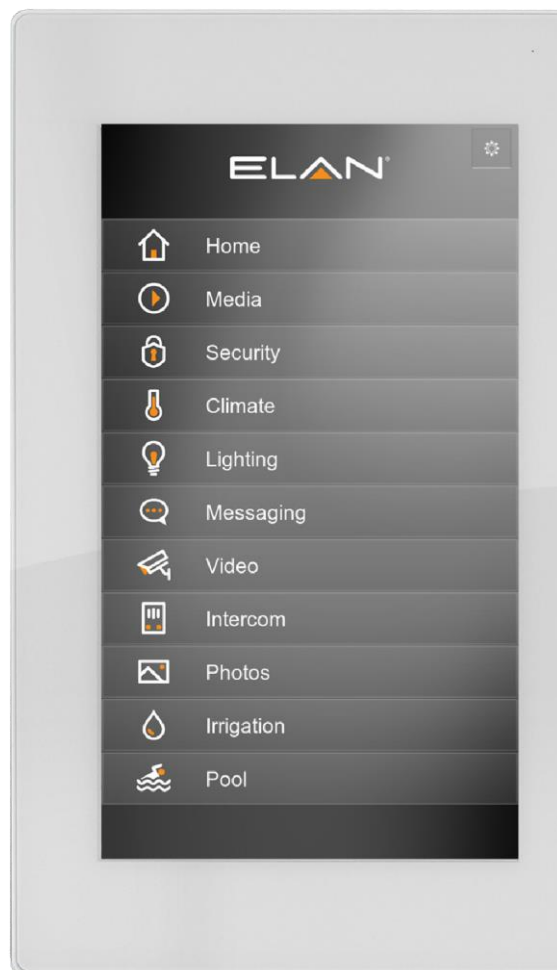 ELAN®
Home
Media
Security
Climate
Lighting
Messaging
Video
Intercom
Photos
Irrigation
Pool